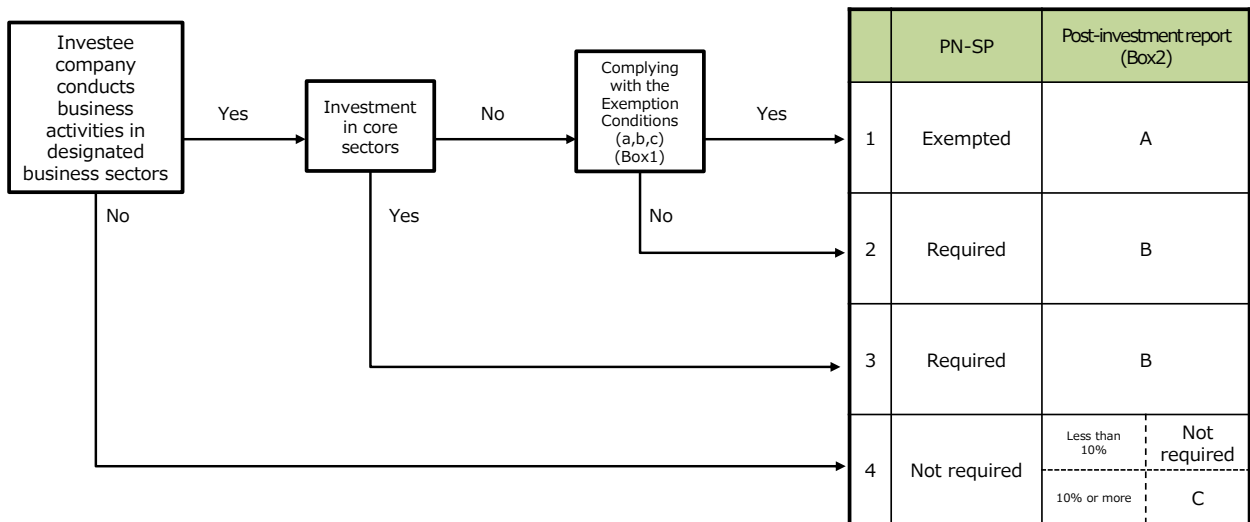 Investee
company
conducts
business
activities in
designated
business sectors
Yes
No
Investment
in core
sectors
No
Yes
Complying
with the
Exemption
Conditions
(a,b,c)
(Box1)
Yes
No
PN-SP
Post-investment report
(Box2)
1
Exempted
A
2
Required
B
3
Required
B
4
Not required
Less than
10%
Not
required
10% or more
C